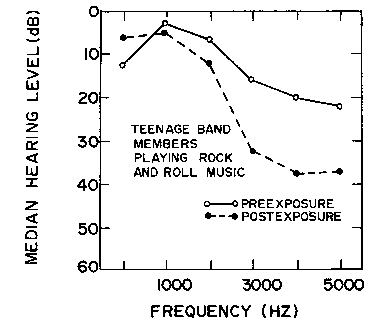 0
10
20
30
40
50
60
MEDIAN HEARING LEVEL (dB)
TEENAGE BAND
MEMBERS
PLAYING ROCK
AND ROLL MUSIC
PREEXPOSURE
POSTEXPOSURE
1000 3000 5000
FREQUENCY (HZ)